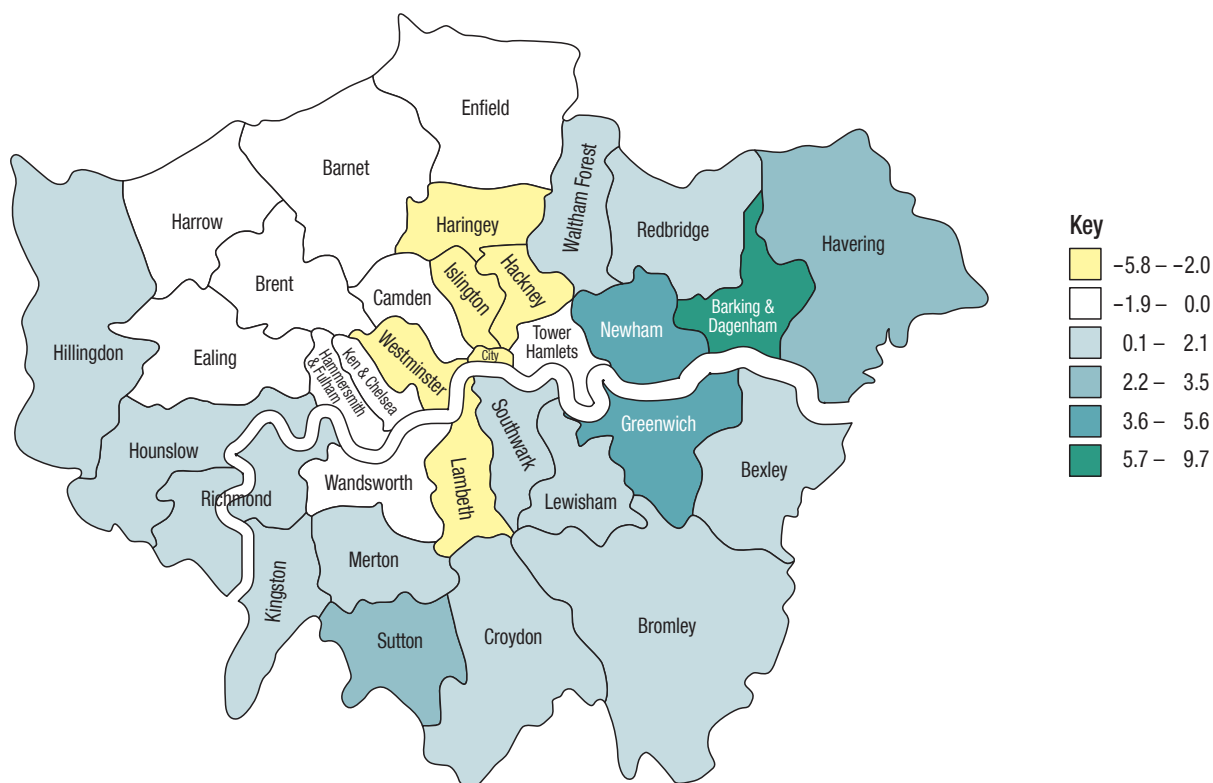 Enfield
Barnet
Waltham Forest
Harrow
Haringey
Redbridge
Havering
Brent
Camden
Islington
Hackney
Barking &
Dagenham
Newham
Hillingdon
Ealing
Hammersmith
& Fulham
Ken & Chelsea
Westminster
City
Tower
Hamlets
Hounslow
Richmond
Wandsworth
Lambeth
Southwark
Lewisham
Greenwich
Bexley
Kingston
Merton
Sutton
Croydon
Bromley
Key
–5.8 – –2.0
–1.9 – 0.0
0.1 – 2.1
2.2 – 3.5
3.6 – 5.6
5.7 – 9.7